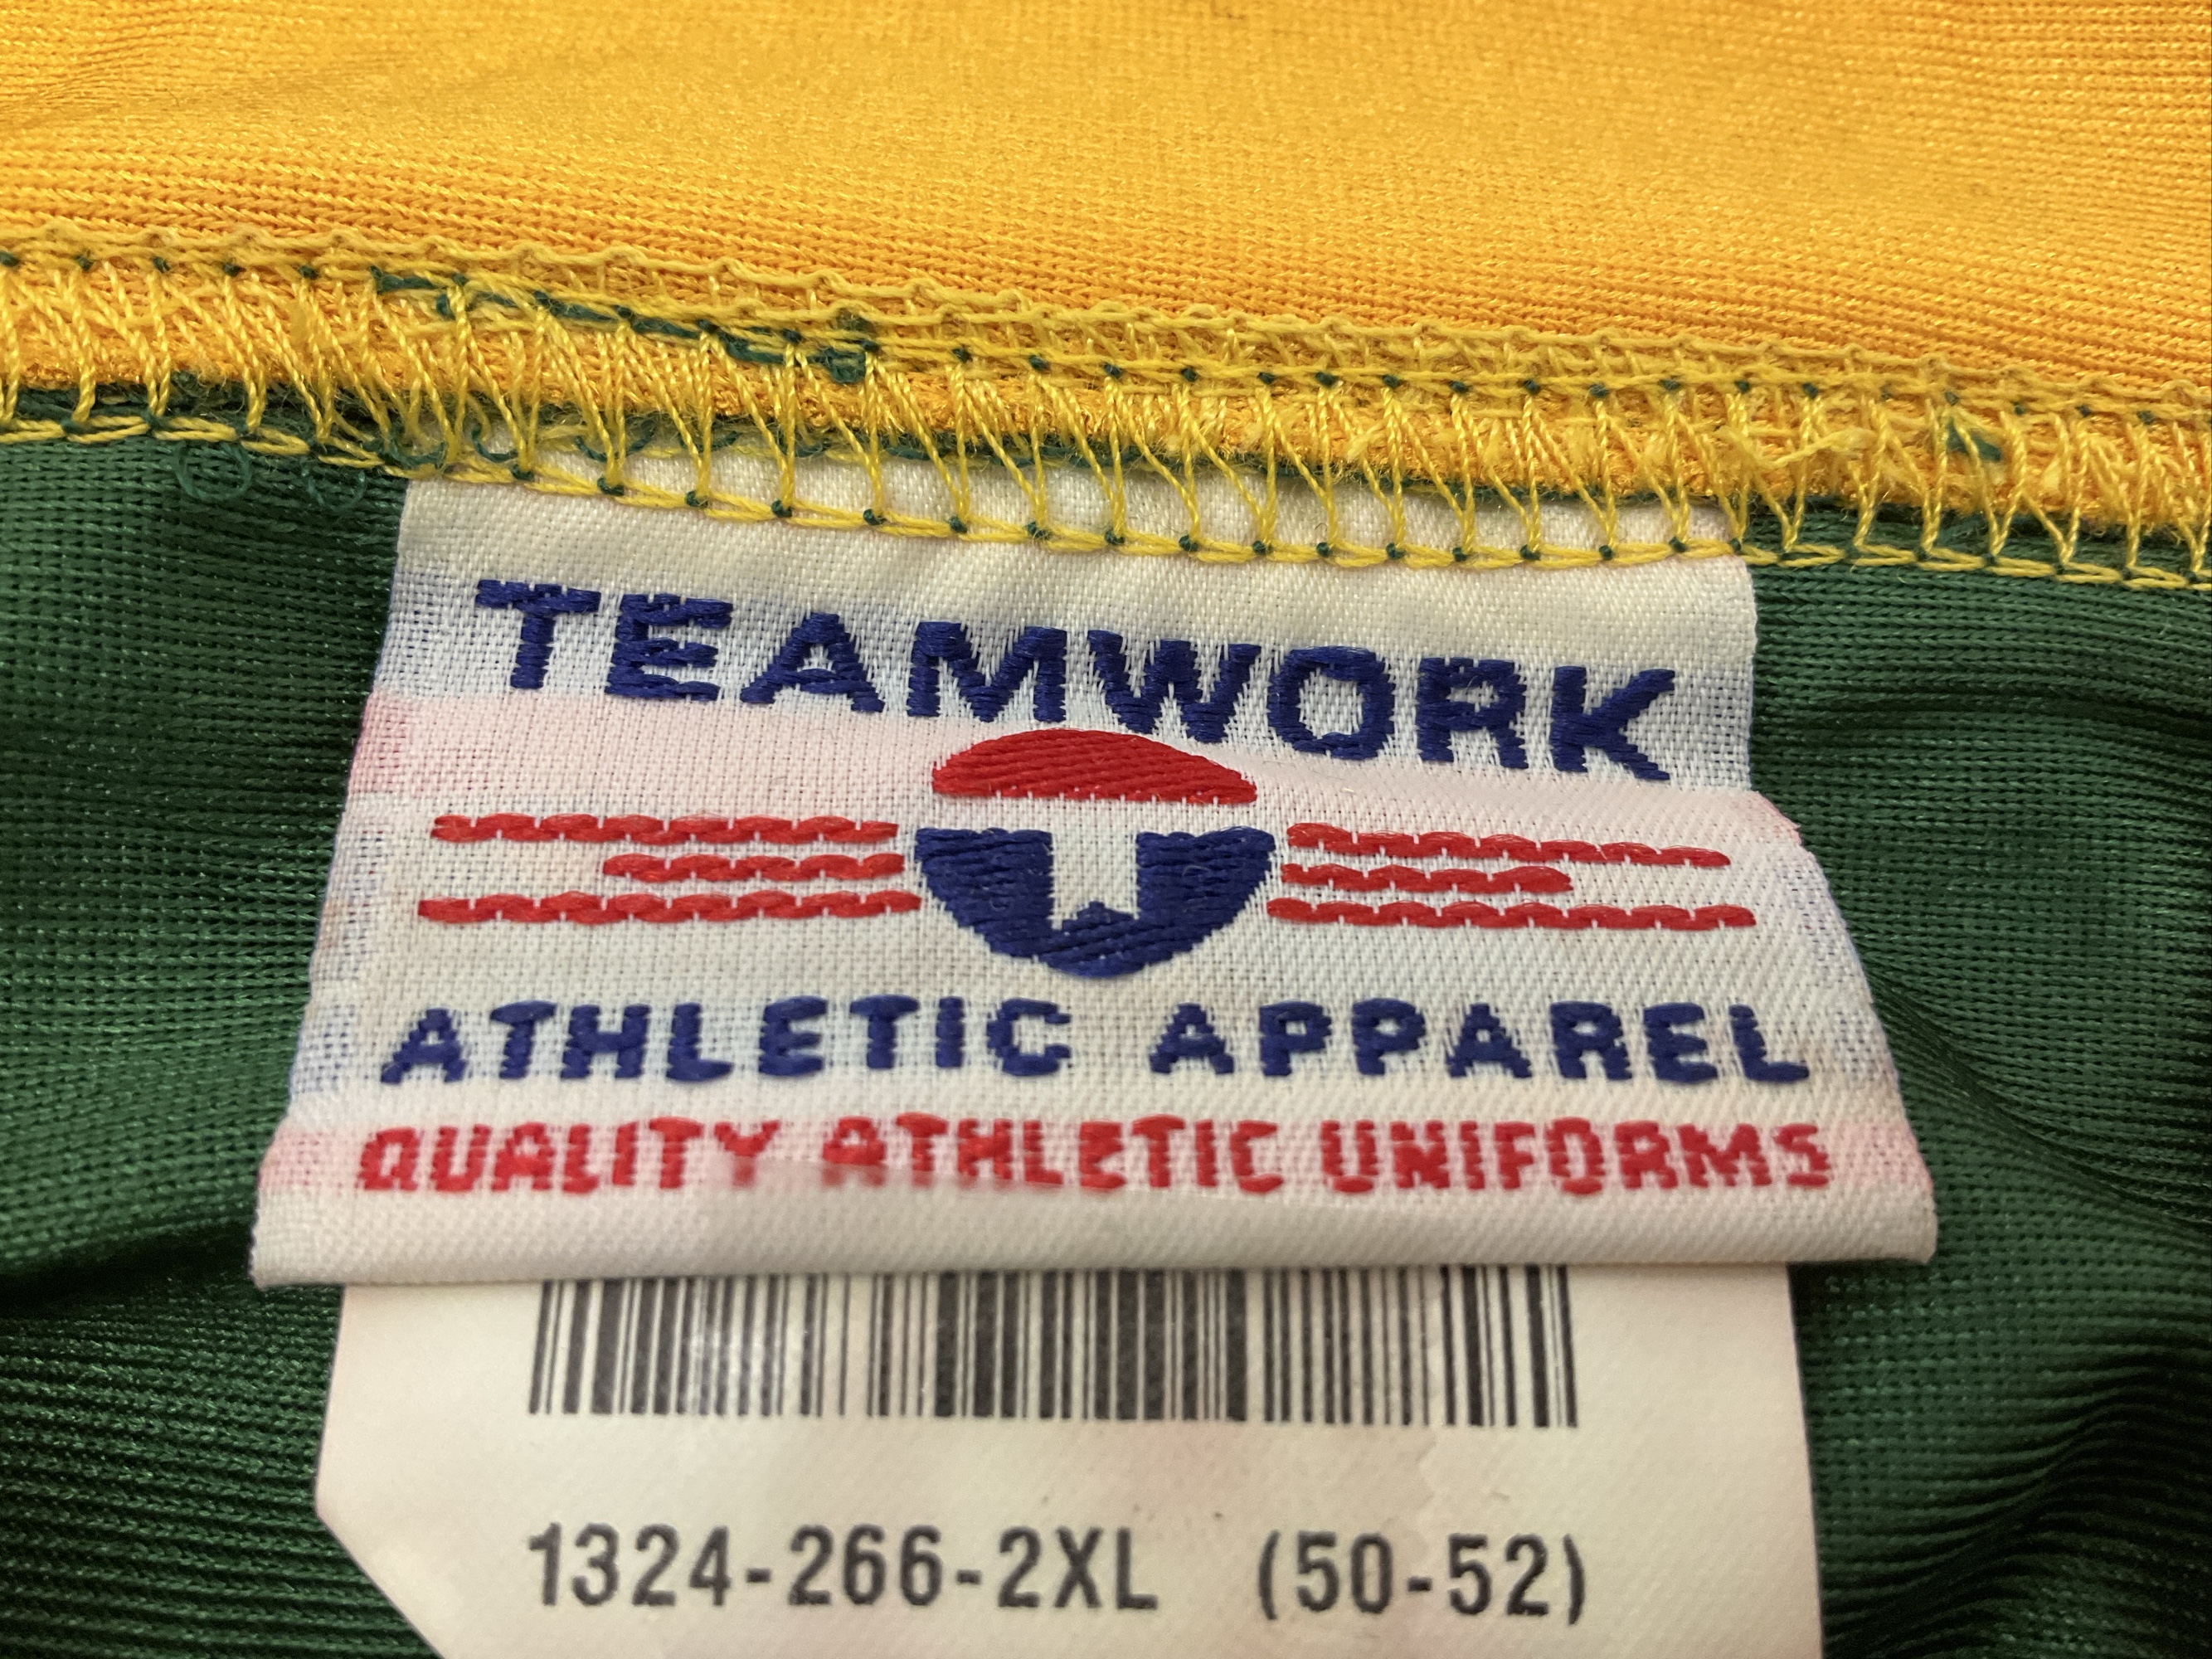 TEAMWORK
ATHLETIC APPAREL
QUALITY ATHLETIC UNIFORMS
1324-266-2XL (50-52)